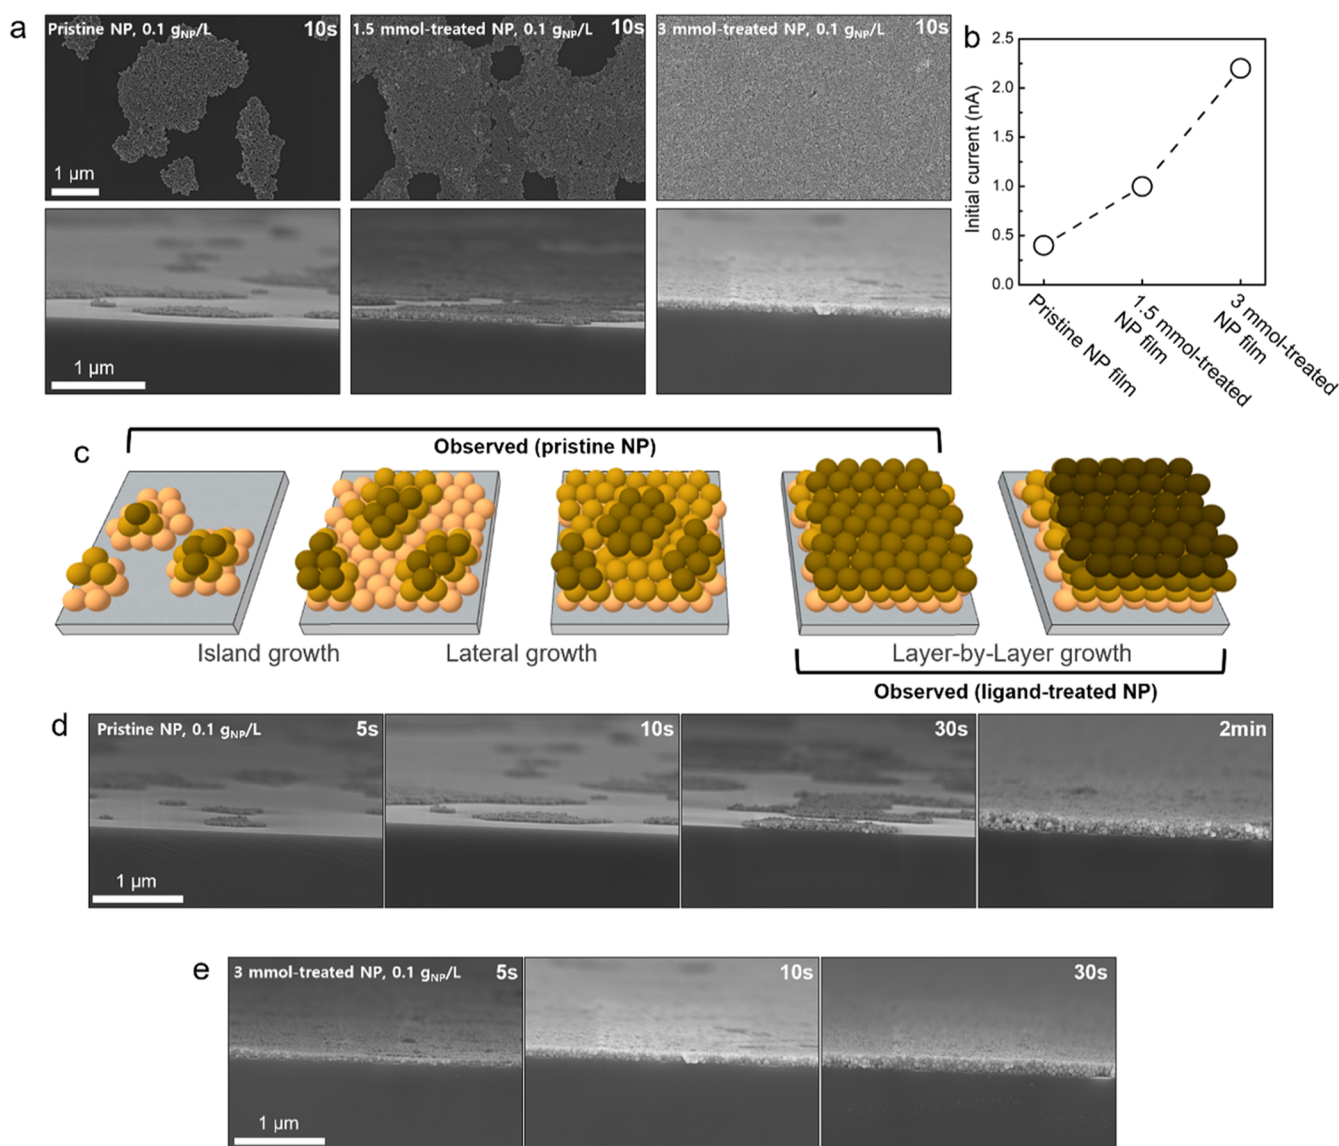 a
Pristine NP, 0.1 gNP/L 10s
1.5 mmol-treated NP, 0.1 gNP/L 10s
3 mmol-treated NP, 0.1 gNP/L 10s
1 μm
1 μm
b
Initial current (nA)
2.5
2.0
1.5
1.0
0.5
0.0
Pristine NP film
1.5 mmol-treated
NP film
3 mmol-treated
NP film
c
Observed (pristine NP)
Island growth
Lateral growth
Layer-by-Layer growth
Observed (ligand-treated NP)
d
Pristine NP, 0.1 gNP/L 5s
10s
30s
2min
1 μm
e
3 mmol-treated NP, 0.1 gNP/L 5s
10s
30s
1 μm